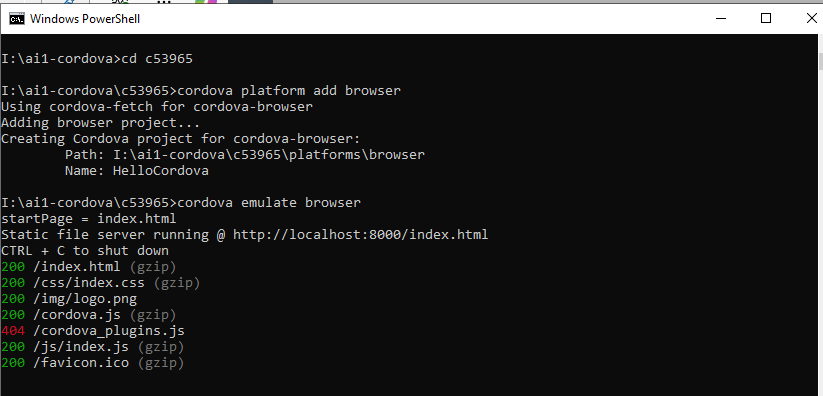 Windows PowerShell
I:\ai1-cordova>cd c53965
I:\ai1-cordova\c53965>cordova platform add browser
Using cordova-fetch for cordova-browser
Adding browser project...
Creating Cordova project for cordova-browser:
Path: I:\ai1-cordova\c53965\platforms\browser
Name: HelloCordova
I:\ai1-cordova\c53965>cordova emulate browser
startPage = index.html
Static file server running @ http://localhost:8000/index.html
CTRL + C to shut down
200 /index.html (gzip)
200 /css/index.css (gzip)
200 /img/logo.png
200 /cordova.js (gzip)
404 /cordova_plugins.js
200 /js/index.js (gzip)
200 /favicon.ico (gzip)